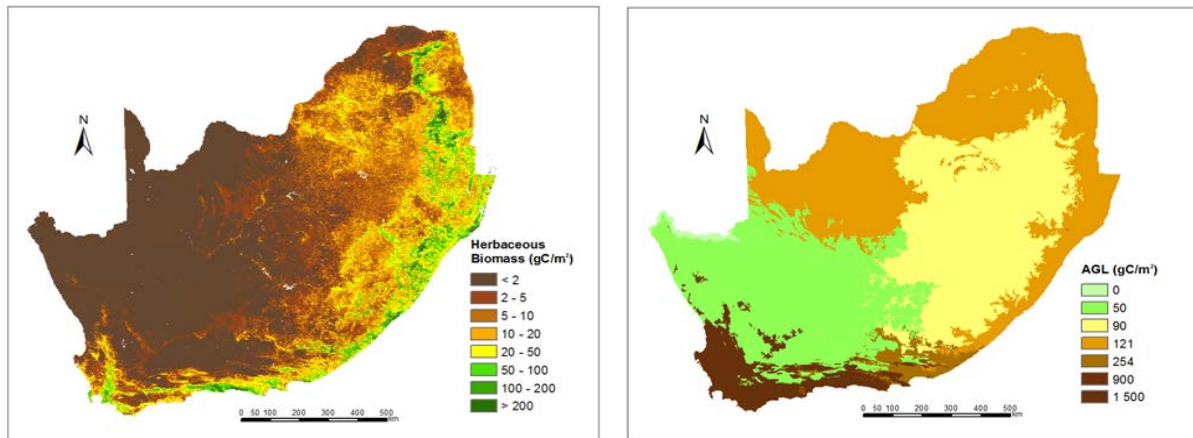 N
Herbaceous
Biomass (gC/m²)
< 2
2 - 5
5 - 10
10 - 20
20 - 50
50 - 100
100 - 200
> 200
0 50 100 200 300 400 500
km
N
AGL (gC/m²)
0
50
90
121
254
900
1 500
0 50 100 200 300 400 500
km